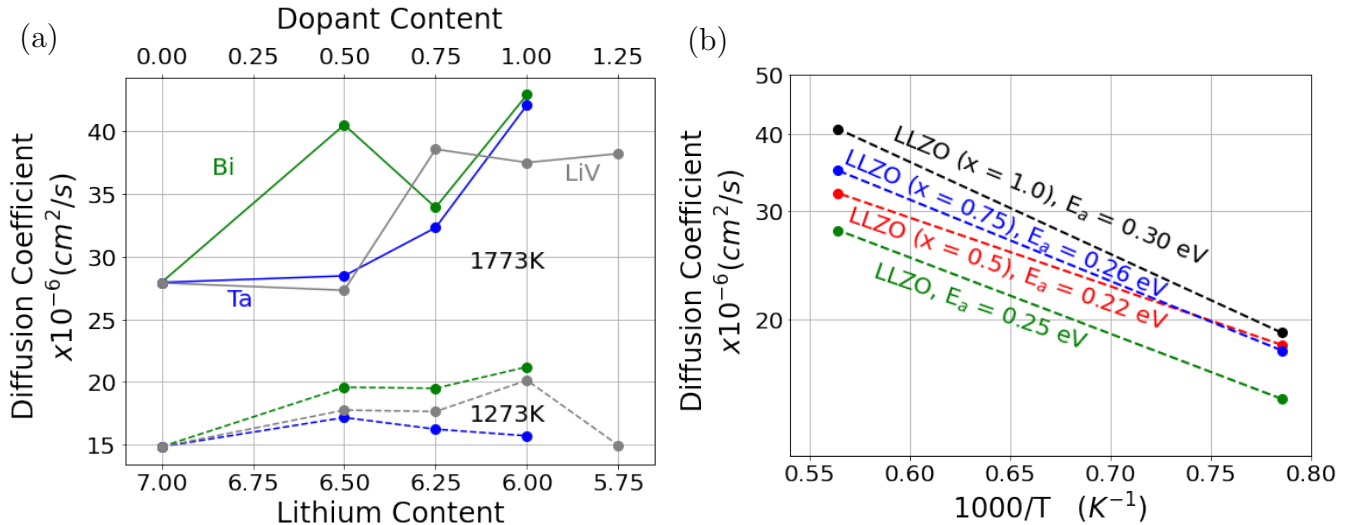 (a)
Dopant Content
0.00 0.25 0.50 0.75 1.00 1.25
Diffusion Coefficient
x10⁻⁶(cm²/s)
40
35
30
25
20
15
Bi
LiV
Ta
1773K
1273K
7.00 6.75 6.50 6.25 6.00 5.75
Lithium Content
(b)
Diffusion Coefficient
x10⁻⁶(cm²/s)
50
40
30
20
LLZO (x = 1.0), Eₐ = 0.30 eV
LLZO (x = 0.75), Eₐ = 0.26 eV
LLZO (x = 0.5), Eₐ = 0.22 eV
LLZO, Eₐ = 0.25 eV
0.55 0.60 0.65 0.70 0.75 0.80
1000/T (K⁻¹)